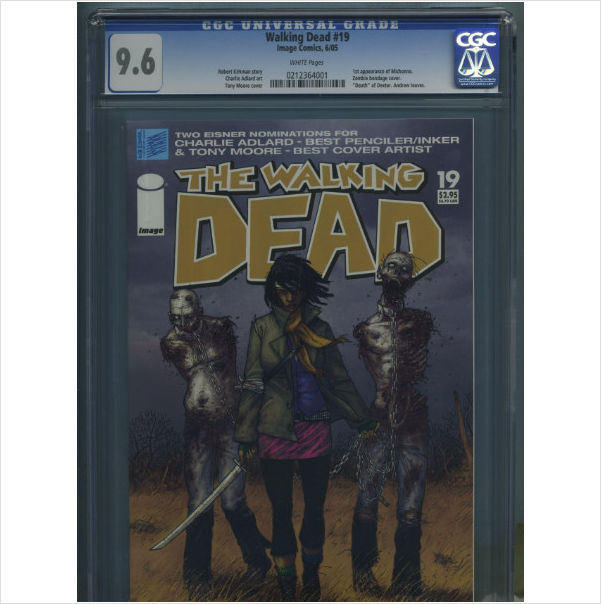 CGC UNIVERSAL GRADE
9.6
Walking Dead #19
Image Comics, 6/05
WHITE Pages
Robert Kirkman story
Charlie Adlard art
Tony Moore cover
0212364001
1st appearance of Michonne.
Zombie bondage cover.
"Death" of Dexter. Andrew leaves.
CGC
TWO EISNER NOMINATIONS FOR
CHARLIE ADLARD - BEST PENCILER/INKER
& TONY MOORE - BEST COVER ARTIST
image
THE WALKING
DEAD
19
$2.95